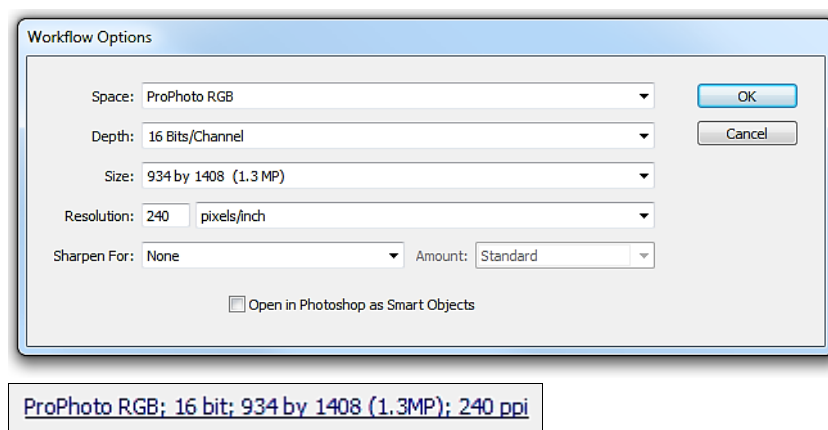 Workflow Options
Space: ProPhoto RGB OK
Depth: 16 Bits/Channel Cancel
Size: 934 by 1408 (1.3 MP)
Resolution: 240 pixels/inch
Sharpen For: None Amount: Standard
Open in Photoshop as Smart Objects
ProPhoto RGB; 16 bit; 934 by 1408 (1.3MP); 240 ppi